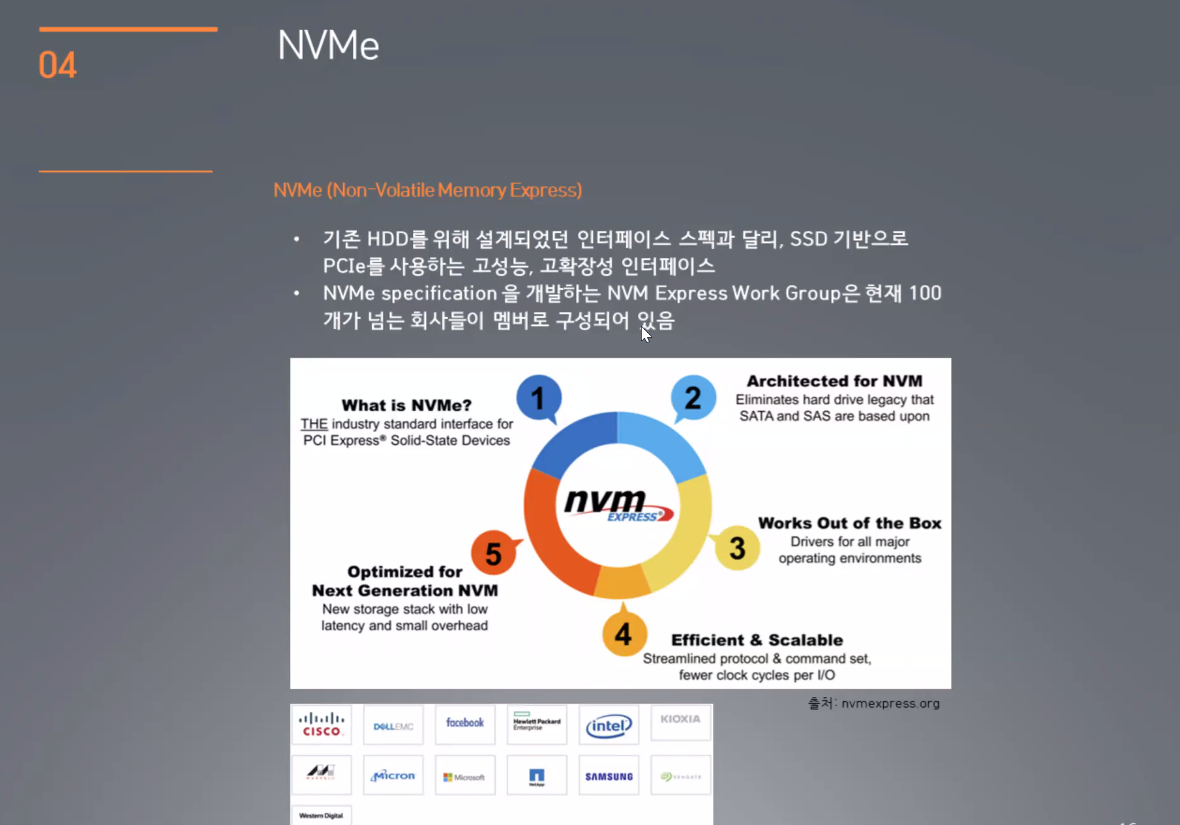 04
NVMe
NVMe (Non-Volatile Memory Express)
• 기존 HDD를 위해 설계되었던 인터페이스 스펙과 달리, SSD 기반으로
PCIe를 사용하는 고성능, 고확장성 인터페이스
• NVMe specification 을 개발하는 NVM Express Work Group은 현재 100
개가 넘는 회사들이 멤버로 구성되어 있음
1
What is NVMe?
THE industry standard interface for
PCI Express® Solid-State Devices
2
Architected for NVM
Eliminates hard drive legacy that
SATA and SAS are based upon
nvm
EXPRESS®
3
Works Out of the Box
Drivers for all major
operating environments
4
Efficient & Scalable
Streamlined protocol & command set,
fewer clock cycles per I/O
5
Optimized for
Next Generation NVM
New storage stack with low
latency and small overhead
출처: nvmexpress.org
CISCO
DELLEMC
facebook
Hewlett Packard
Enterprise
intel
KIOXIA
Micron
Microsoft
NetApp
SAMSUNG
SEAGATE
Western Digital